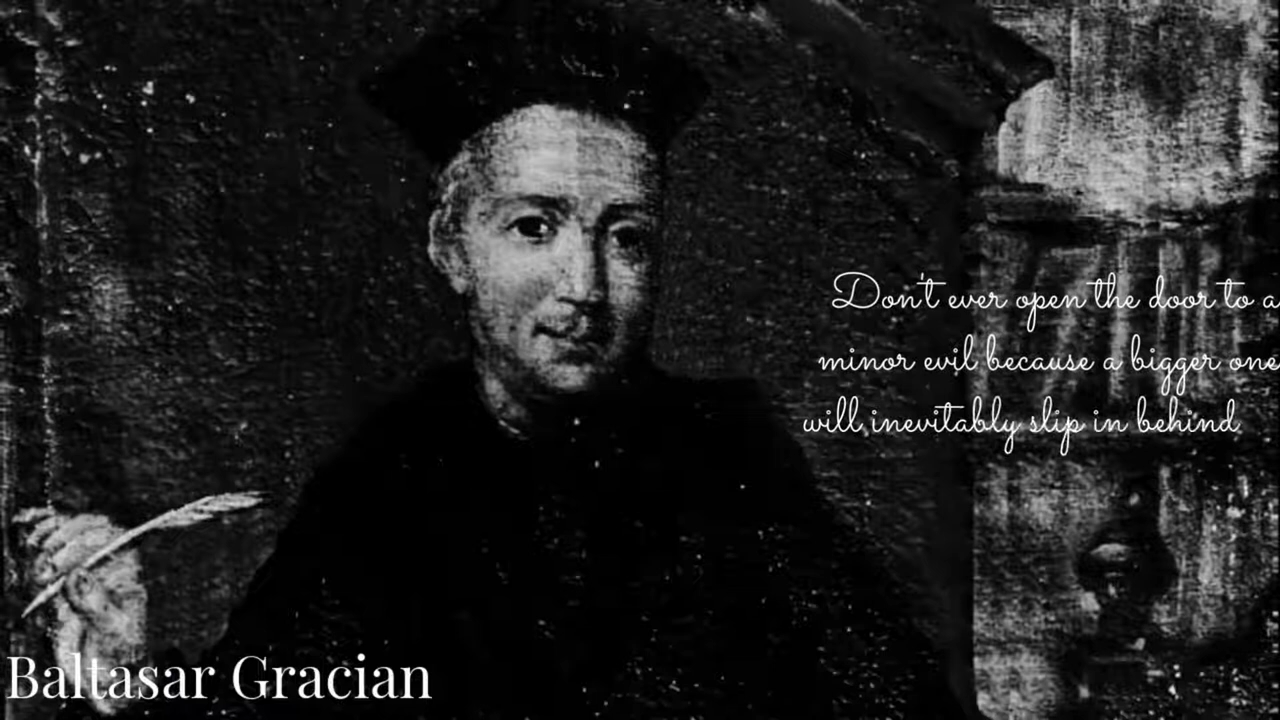 Don't ever open the door to a
minor evil because a bigger one
will inevitably slip in behind
Baltasar Gracian